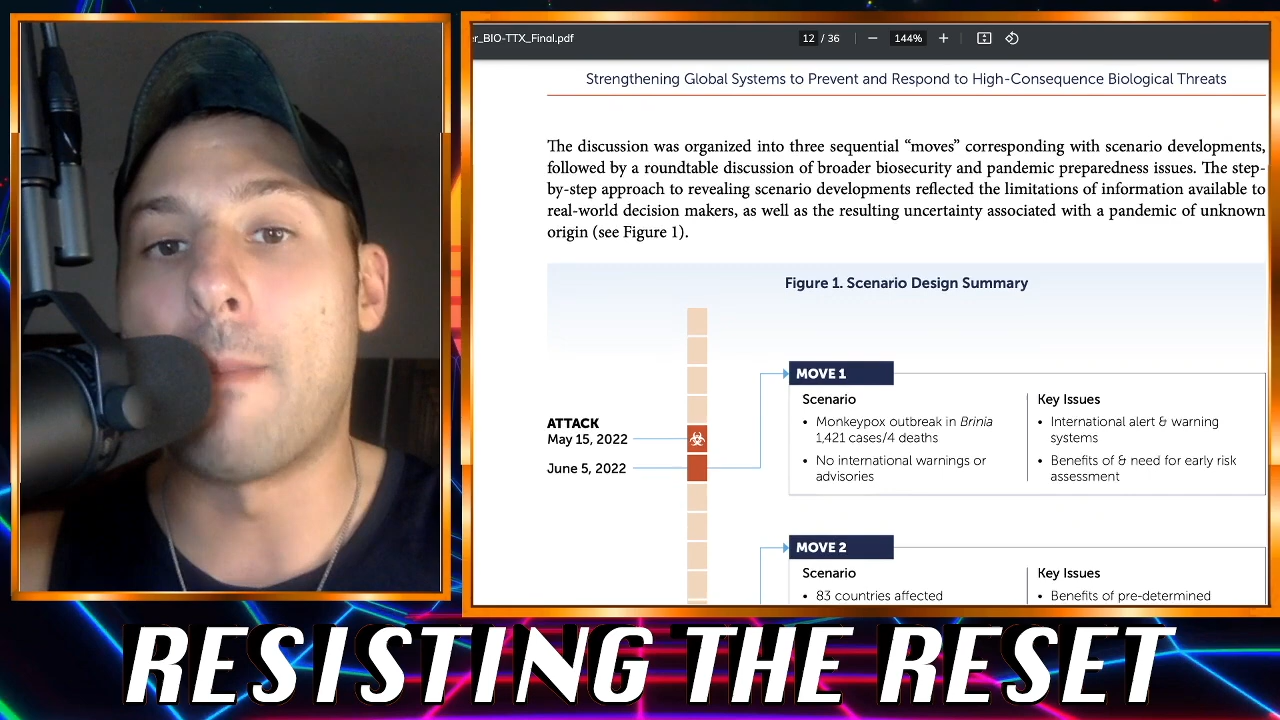 r_BIO-TTX_Final.pdf
12 / 36
144%
Strengthening Global Systems to Prevent and Respond to High-Consequence Biological Threats
The discussion was organized into three sequential “moves” corresponding with scenario developments,
followed by a roundtable discussion of broader biosecurity and pandemic preparedness issues. The step-
by-step approach to revealing scenario developments reflected the limitations of information available to
real-world decision makers, as well as the resulting uncertainty associated with a pandemic of unknown
origin (see Figure 1).
Figure 1. Scenario Design Summary
ATTACK
May 15, 2022
June 5, 2022
MOVE 1
Scenario
• Monkeypox outbreak in Brinia
1,421 cases/4 deaths
• No international warnings or
advisories
Key Issues
• International alert & warning
systems
• Benefits of & need for early risk
assessment
MOVE 2
Scenario
• 83 countries affected
Key Issues
• Benefits of pre-determined
RESISTING THE RESET